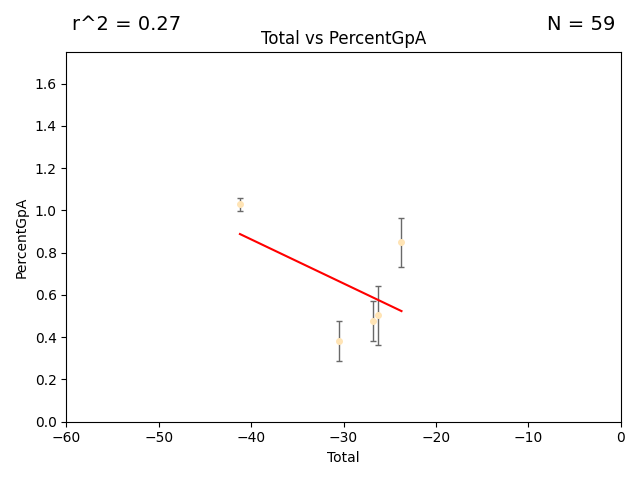 r^2 = 0.27
N = 59
Total vs PercentGpA
PercentGpA
1.6
1.4
1.2
1.0
0.8
0.6
0.4
0.2
0.0
−60 −50 −40 −30 −20 −10 0
Total